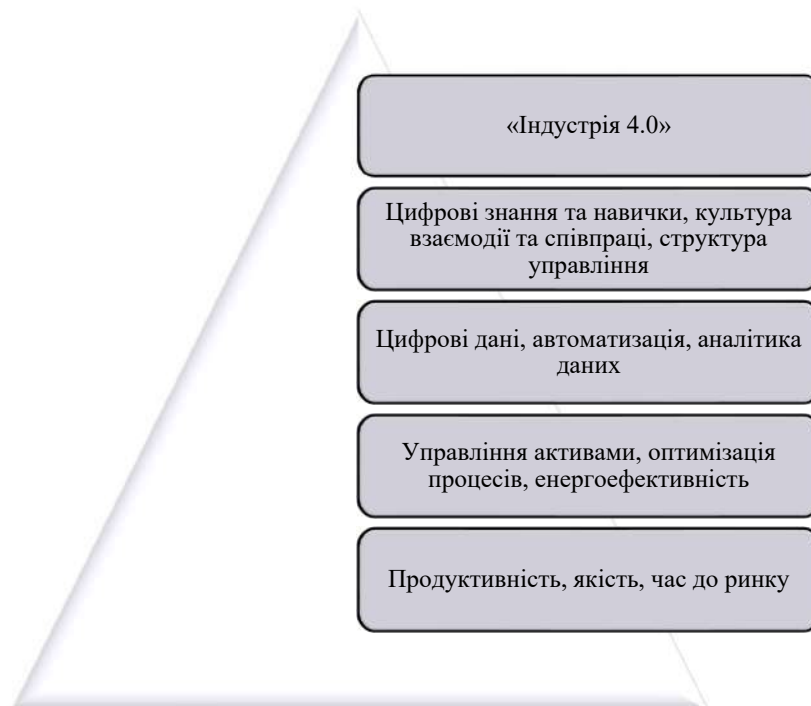 «Індустрія 4.0»
Цифрові знання та навички, культура
взаємодії та співпраці, структура
управління
Цифрові дані, автоматизація, аналітика
даних
Управління активами, оптимізація
процесів, енергоефективність
Продуктивність, якість, час до ринку